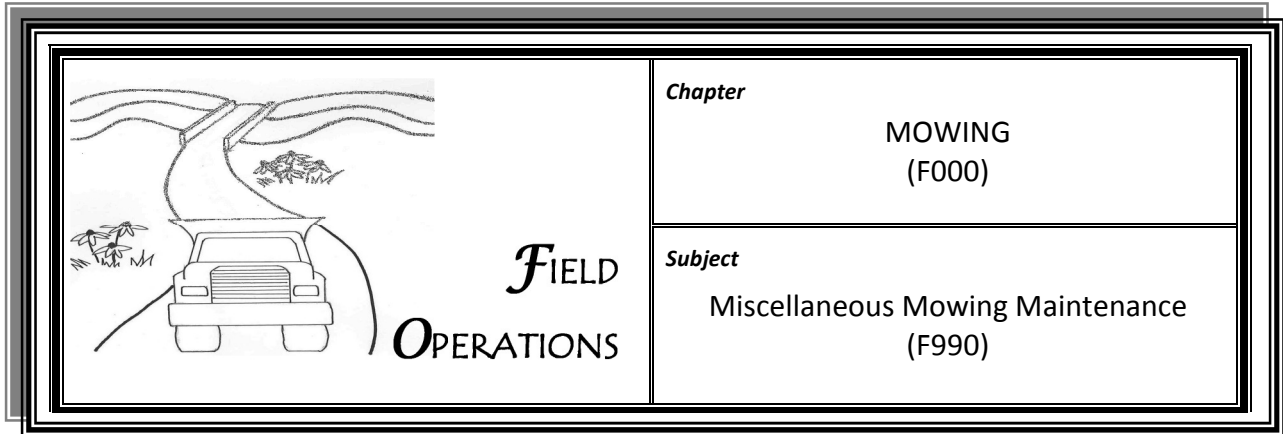 FIELD
OPERATIONS
Chapter
MOWING
(F000)
Subject
Miscellaneous Mowing Maintenance
(F990)